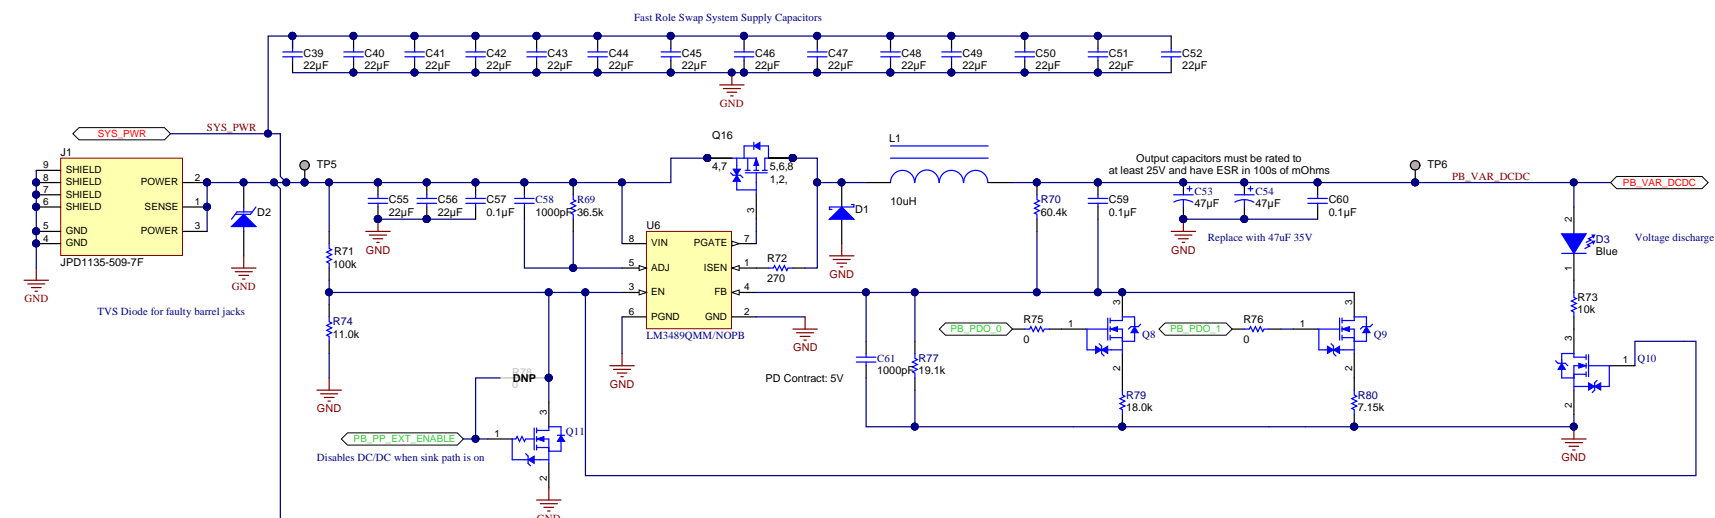 Fast Role Swap System Supply Capacitors
C39 C40 C41 C42 C43 C44 C45 C46 C47 C48 C49 C50 C51 C52
22µF 22µF 22µF 22µF 22µF 22µF 22µF 22µF 22µF 22µF 22µF 22µF 22µF 22µF
GND
SYS_PWR SYS_PWR
J1
9 SHIELD
8 SHIELD
7 SHIELD
6 SHIELD
5 GND
4 GND
POWER 2
SENSE 1
POWER 3
JPD1135-509-7F
GND
TVS Diode for faulty barrel jacks
D2
GND
TP5
R71
100k
R74
11.0k
GND
C55
22µF
C56
22µF
C57
0.1µF
GND
C58
1000pF
R69
36.5k
Q16
4,7
5,6,8
1,2,
3
U6
8 VIN
5 ADJ
3 EN
6 PGND
PGATE 7
ISEN 1
FB 4
GND 2
LM3489QMM/NOPB
GND
GND
R72
270
D1
GND
L1
10uH
R70
60.4k
C59
0.1µF
Output capacitors must be rated to
at least 25V and have ESR in 100s of mOhms
C53
47µF
C54
47µF
C60
0.1µF
GND
Replace with 47uF 35V
TP6
PB_VAR_DCDC PB_VAR_DCDC
2
D3
Blue
1
Voltage discharge
R73
10k
3
Q10
1
2
GND
PB_PDO_0
R75
0
1
3
Q8
2
R79
18.0k
PB_PDO_1
R76
0
1
3
Q9
2
R80
7.15k
C61
1000pF
R77
19.1k
PD Contract: 5V
DNP
PB_PP_EXT_ENABLE
1
3
Q11
2
Disables DC/DC when sink path is on
GND